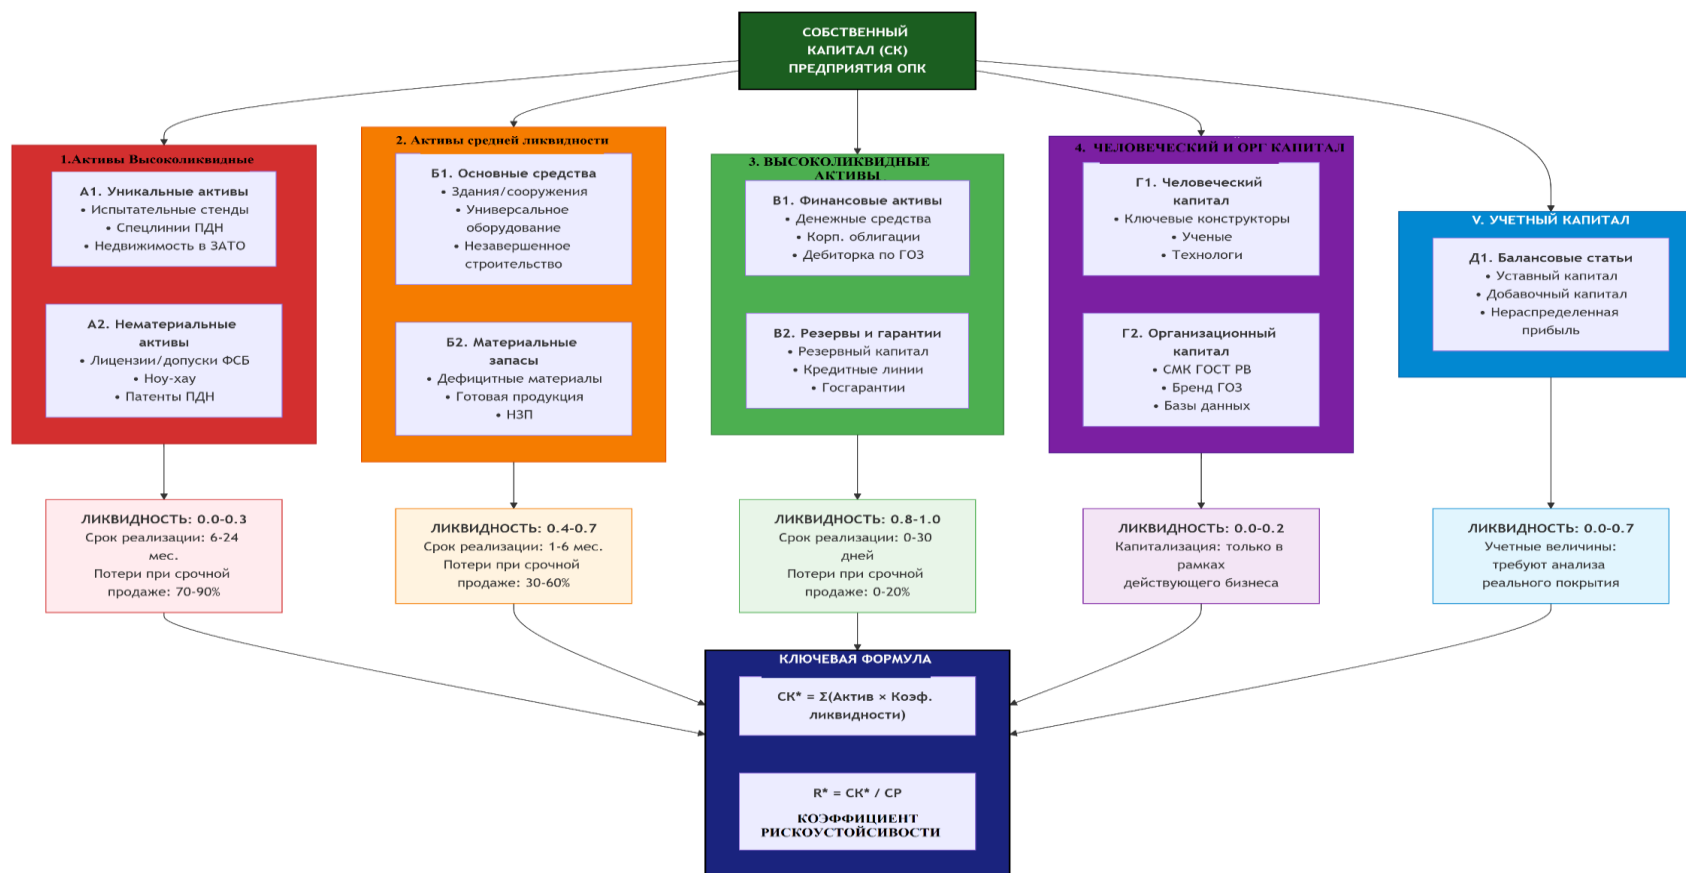 СОБСТВЕННЫЙ
КАПИТАЛ (СК)
ПРЕДПРИЯТИЯ ОПК
1.Активы Высоколиквидные
А1. Уникальные активы
• Испытательные стенды
• Спецлинии ПДН
• Недвижимость в ЗАТО
А2. Нематериальные
активы
• Лицензии/допуски ФСБ
• Ноу-хау
• Патенты ПДН
ЛИКВИДНОСТЬ: 0.0-0.3
Срок реализации: 6-24
мес.
Потери при срочной
продаже: 70-90%
2. Активы средней ликвидности
Б1. Основные средства
• Здания/сооружения
• Универсальное
оборудование
• Незавершенное
строительство
Б2. Материальные
запасы
• Дефицитные материалы
• Готовая продукция
• НЗП
ЛИКВИДНОСТЬ: 0.4-0.7
Срок реализации: 1-6 мес.
Потери при срочной
продаже: 30-60%
3. ВЫСОКОЛИКВИДНЫЕ
АКТИВЫ
В1. Финансовые активы
• Денежные средства
• Корп. облигации
• Дебиторка по ГОЗ
В2. Резервы и гарантии
• Резервный капитал
• Кредитные линии
• Госгарантии
ЛИКВИДНОСТЬ: 0.8-1.0
Срок реализации: 0-30
дней
Потери при срочной
продаже: 0-20%
4. ЧЕЛОВЕЧЕСКИЙ И ОРГ КАПИТАЛ
Г1. Человеческий
капитал
• Ключевые конструкторы
• Ученые
• Технологи
Г2. Организационный
капитал
• СМК ГОСТ РВ
• Бренд ГОЗ
• Базы данных
ЛИКВИДНОСТЬ: 0.0-0.2
Капитализация: только в
рамках
действующего бизнеса
V. УЧЕТНЫЙ КАПИТАЛ
Д1. Балансовые статьи
• Уставный капитал
• Добавочный капитал
• Нераспределенная
прибыль
ЛИКВИДНОСТЬ: 0.0-0.7
Учетные величины:
требуют анализа
реального покрытия
КЛЮЧЕВАЯ ФОРМУЛА
СК* = Σ(Актив × Коэф.
ликвидности)
R* = СК* / СР
КОЭФФИЦИЕНТ
РИСКОУСТОЙСИВОСТИ